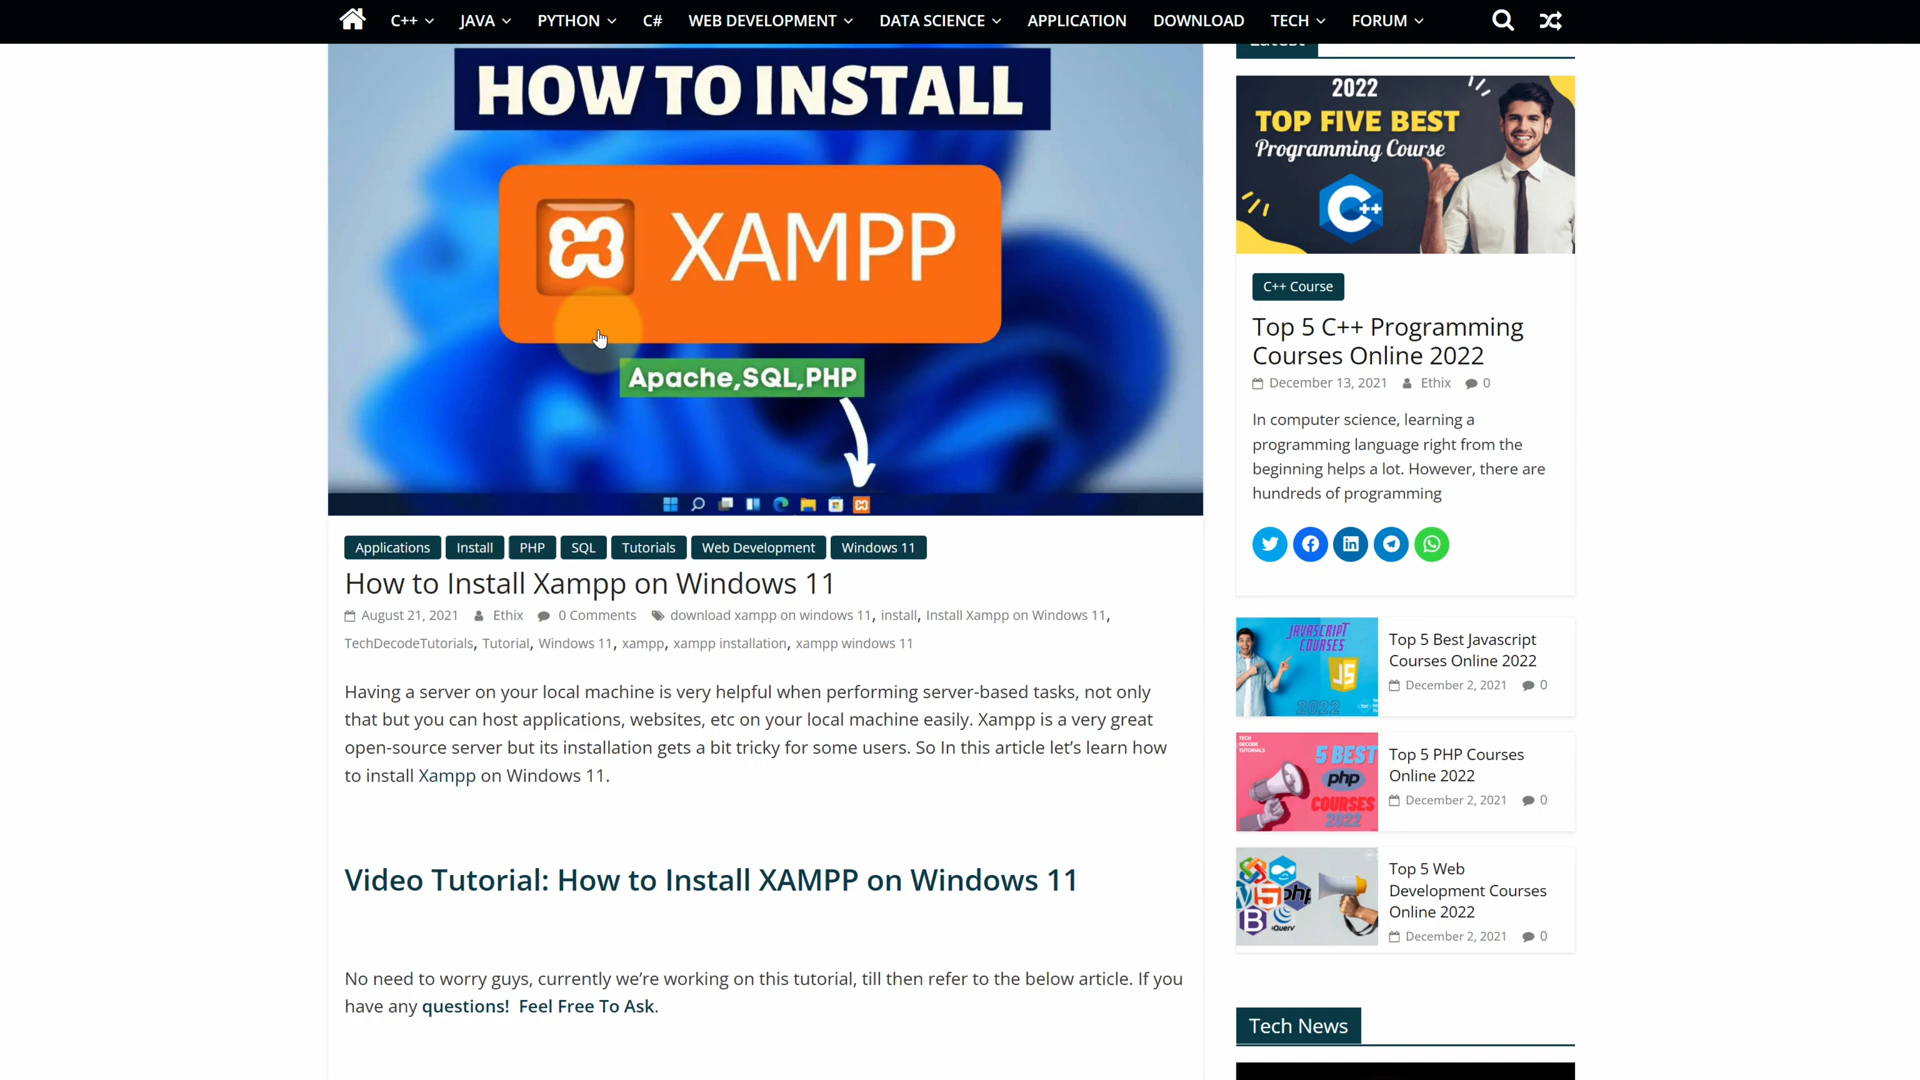 C++ JAVA PYTHON C# WEB DEVELOPMENT DATA SCIENCE APPLICATION DOWNLOAD TECH FORUM
HOW TO INSTALL
XAMPP
Apache,SQL,PHP
Applications Install PHP SQL Tutorials Web Development Windows 11
How to Install Xampp on Windows 11
August 21, 2021 Ethix 0 Comments download xampp on windows 11, install, Install Xampp on Windows 11,
TechDecodeTutorials, Tutorial, Windows 11, xampp, xampp installation, xampp windows 11
Having a server on your local machine is very helpful when performing server-based tasks, not only
that but you can host applications, websites, etc on your local machine easily. Xampp is a very great
open-source server but its installation gets a bit tricky for some users. So In this article let’s learn how
to install Xampp on Windows 11.
Video Tutorial: How to Install XAMPP on Windows 11
No need to worry guys, currently we’re working on this tutorial, till then refer to the below article. If you
have any questions! Feel Free To Ask.
Latest
2022
TOP FIVE BEST
Programming Course
C++
C++ Course
Top 5 C++ Programming
Courses Online 2022
December 13, 2021 Ethix 0
In computer science, learning a
programming language right from the
beginning helps a lot. However, there are
hundreds of programming
JAVASCRIPT
COURSES
JS
2022
Top 5 Best Javascript
Courses Online 2022
December 2, 2021 0
TECH
DECODE
TUTORIALS
5 BEST
php
COURSES
2022
Top 5 PHP Courses
Online 2022
December 2, 2021 0
php
5
B
jQuery
Top 5 Web
Development Courses
Online 2022
December 2, 2021 0
Tech News